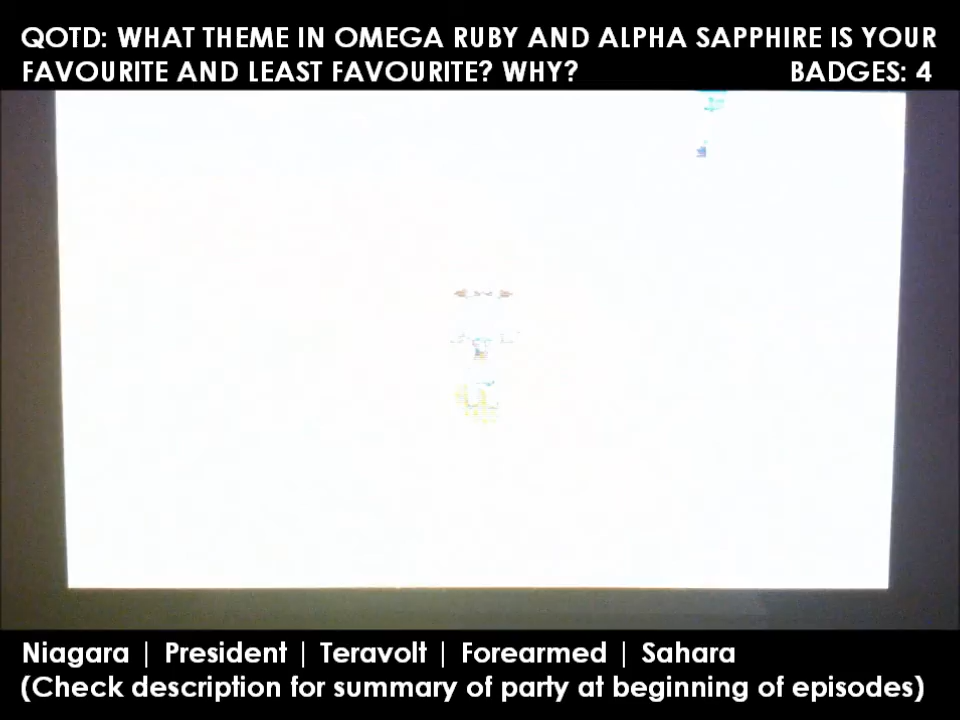 QOTD: WHAT THEME IN OMEGA RUBY AND ALPHA SAPPHIRE IS YOUR
FAVOURITE AND LEAST FAVOURITE? WHY? BADGES: 4
Niagara | President | Teravolt | Forearmed | Sahara
(Check description for summary of party at beginning of episodes)